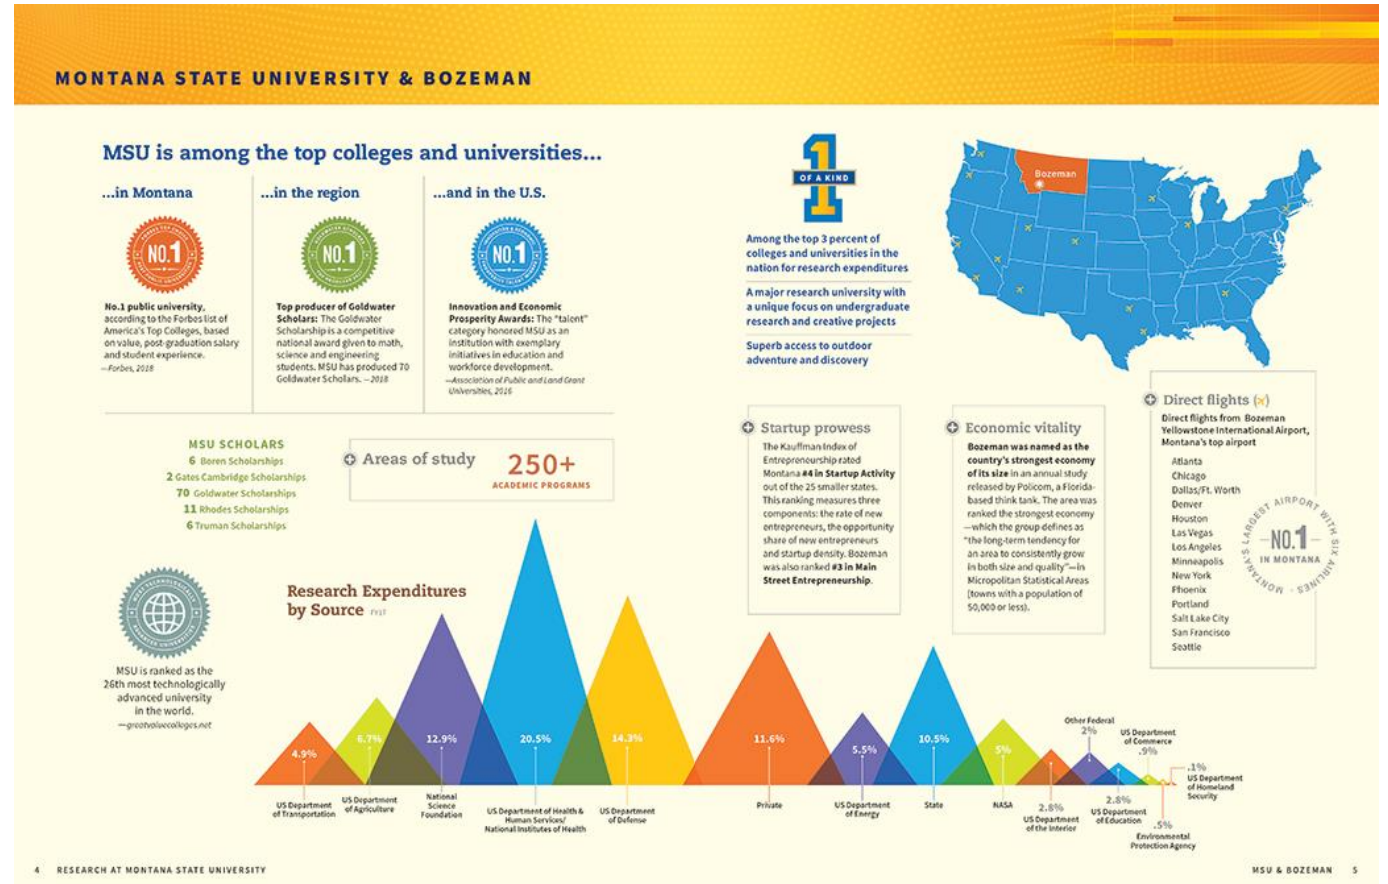 MONTANA STATE UNIVERSITY & BOZEMAN
MSU is among the top colleges and universities...
...in Montana
NO.1
No.1 public university,
according to the Forbes list of
America's Top Colleges, based
on value, post-graduation salary
and student experience.
—Forbes, 2018
...in the region
NO.1
Top producer of Goldwater
Scholars: The Goldwater
Scholarship is a competitive
national award given to math,
science and engineering
students. MSU has produced 70
Goldwater Scholars. —2018
...and in the U.S.
NO.1
Innovation and Economic
Prosperity Awards: The "talent"
category honored MSU as an
institution with exemplary
initiatives in education and
workforce development.
—Association of Public and Land Grant
Universities, 2016
MSU SCHOLARS
6 Boren Scholarships
2 Gates Cambridge Scholarships
70 Goldwater Scholarships
11 Rhodes Scholarships
6 Truman Scholarships
Areas of study
250+
ACADEMIC PROGRAMS
MOST TECHNOLOGICALLY
ADVANCED UNIVERSITIES
MSU is ranked as the
26th most technologically
advanced university
in the world.
—greatvaluecolleges.net
1
OF A KIND
Among the top 3 percent of
colleges and universities in the
nation for research expenditures
A major research university with
a unique focus on undergraduate
research and creative projects
Superb access to outdoor
adventure and discovery
Bozeman
Startup prowess
The Kauffman Index of
Entrepreneurship rated
Montana #4 in Startup Activity
out of the 25 smaller states.
This ranking measures three
components: the rate of new
entrepreneurs, the opportunity
share of new entrepreneurs
and startup density. Bozeman
was also ranked #3 in Main
Street Entrepreneurship.
Economic vitality
Bozeman was named as the
country's strongest economy
of its size in an annual study
released by Policom, a Florida-
based think tank. The area was
ranked the strongest economy
—which the group defines as
"the long-term tendency for
an area to consistently grow
in both size and quality"—in
Micropolitan Statistical Areas
(towns with a population of
50,000 or less).
Direct flights ( )
Direct flights from Bozeman
Yellowstone International Airport,
Montana's top airport
Atlanta
Chicago
Dallas/Ft. Worth
Denver
Houston
Las Vegas
Los Angeles
Minneapolis
New York
Phoenix
Portland
Salt Lake City
San Francisco
Seattle
MONTANA'S LARGEST AIRPORT WITH SIX AIRLINES - NOW
NO.1
IN MONTANA
Research Expenditures
by Source FY17
4.9%
US Department
of Transportation
6.7%
US Department
of Agriculture
12.9%
National
Science
Foundation
20.5%
US Department of Health &
Human Services/
National Institutes of Health
14.3%
US Department
of Defense
11.6%
Private
5.5%
US Department
of Energy
10.5%
State
5%
NASA
2.8%
US Department
of the Interior
Other Federal
2%
2.8%
US Department
of Education
US Department
of Commerce
.9%
.5%
Environmental
Protection Agency
.1%
US Department
of Homeland
Security
4 RESEARCH AT MONTANA STATE UNIVERSITY
MSU & BOZEMAN 5